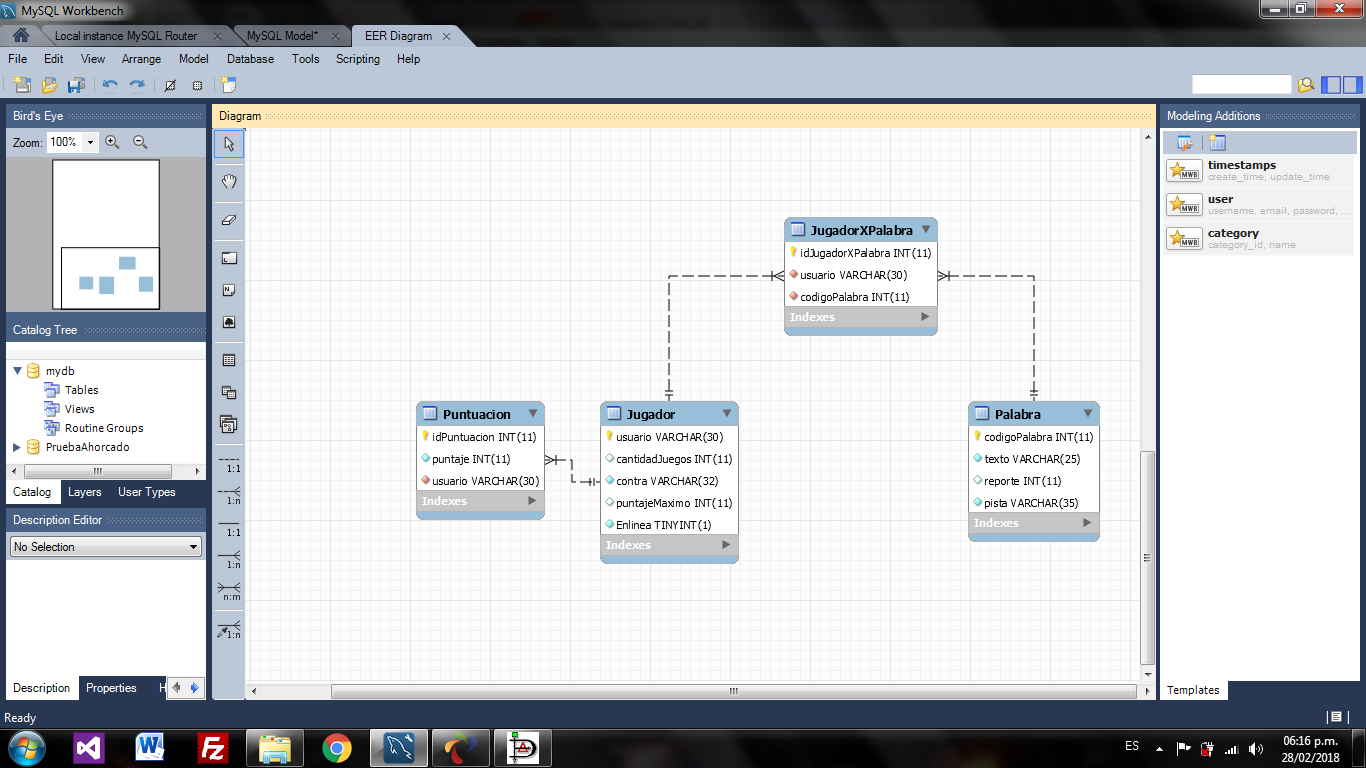 MySQL Workbench
Local instance MySQL Router
MySQL Model*
EER Diagram
File Edit View Arrange Model Database Tools Scripting Help
Bird's Eye
Zoom: 100%
Catalog Tree
mydb
Tables
Views
Routine Groups
PruebaAhorcado
Catalog Layers User Types
Description Editor
No Selection
Description Properties H
Diagram
1:1
1:n
1:1
1:n
n:m
1:n
JugadorXPalabra
idJugadorXPalabra INT(11)
usuario VARCHAR(30)
codigoPalabra INT(11)
Indexes
Puntuacion
idPuntuacion INT(11)
puntaje INT(11)
usuario VARCHAR(30)
Indexes
Jugador
usuario VARCHAR(30)
cantidadJuegos INT(11)
contra VARCHAR(32)
puntajeMaximo INT(11)
Enlinea TINYINT(1)
Indexes
Palabra
codigoPalabra INT(11)
texto VARCHAR(25)
reporte INT(11)
pista VARCHAR(35)
Indexes
Modeling Additions
timestamps
create_time, update_time
user
username, email, password, ...
category
category_id, name
Templates
Ready
ES
06:16 p.m.
28/02/2018